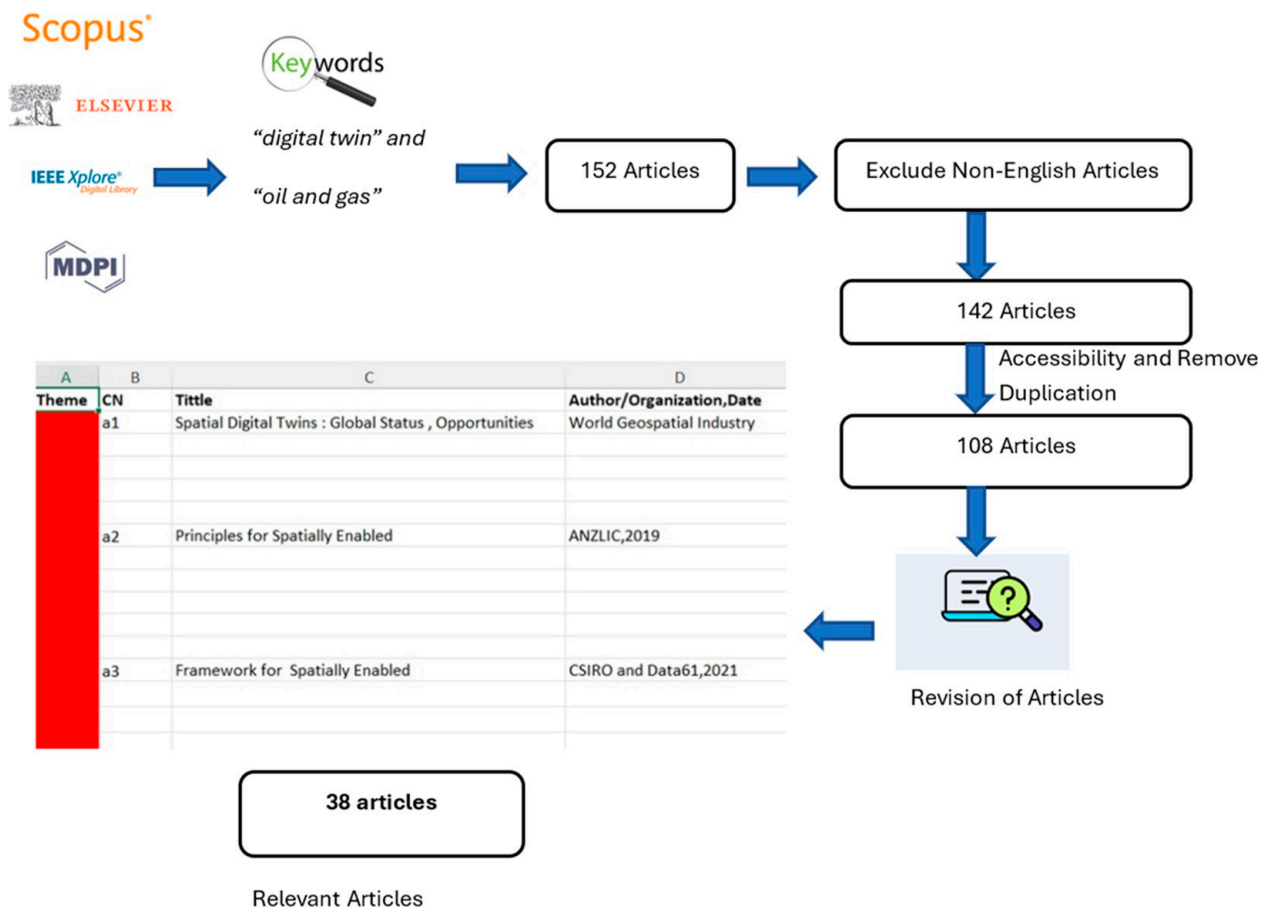 Scopus®
ELSEVIER
IEEE Xplore®
Digital Library
MDPI
Keywords
“digital twin” and
“oil and gas”
152 Articles
Exclude Non-English Articles
142 Articles
Accessibility and Remove
Duplication
108 Articles
?
Revision of Articles
A B C D
Theme CN Tittle Author/Organization,Date
a1 Spatial Digital Twins : Global Status , Opportunities World Geospatial Industry
a2 Principles for Spatially Enabled ANZLIC,2019
a3 Framework for Spatially Enabled CSIRO and Data61,2021
38 articles
Relevant Articles